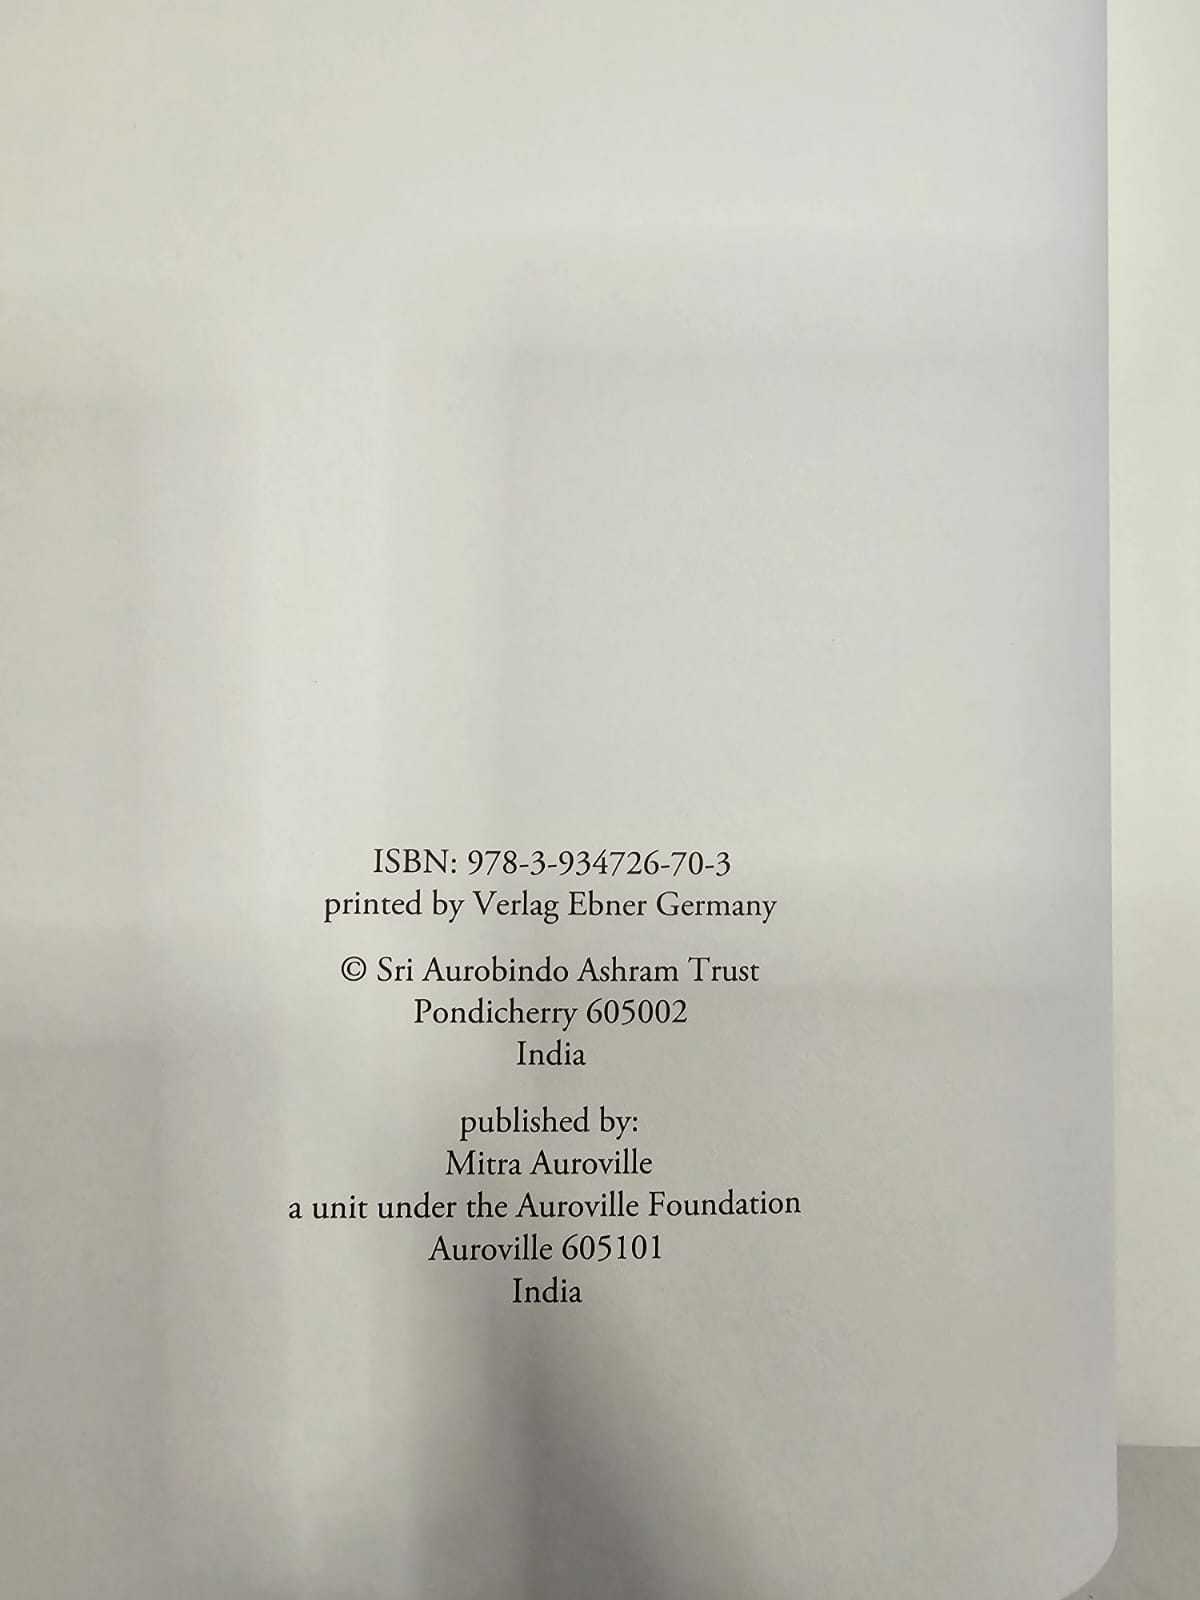 ISBN: 978-3-934726-70-3
printed by Verlag Ebner Germany
© Sri Aurobindo Ashram Trust
Pondicherry 605002
India
published by:
Mitra Auroville
a unit under the Auroville Foundation
Auroville 605101
India